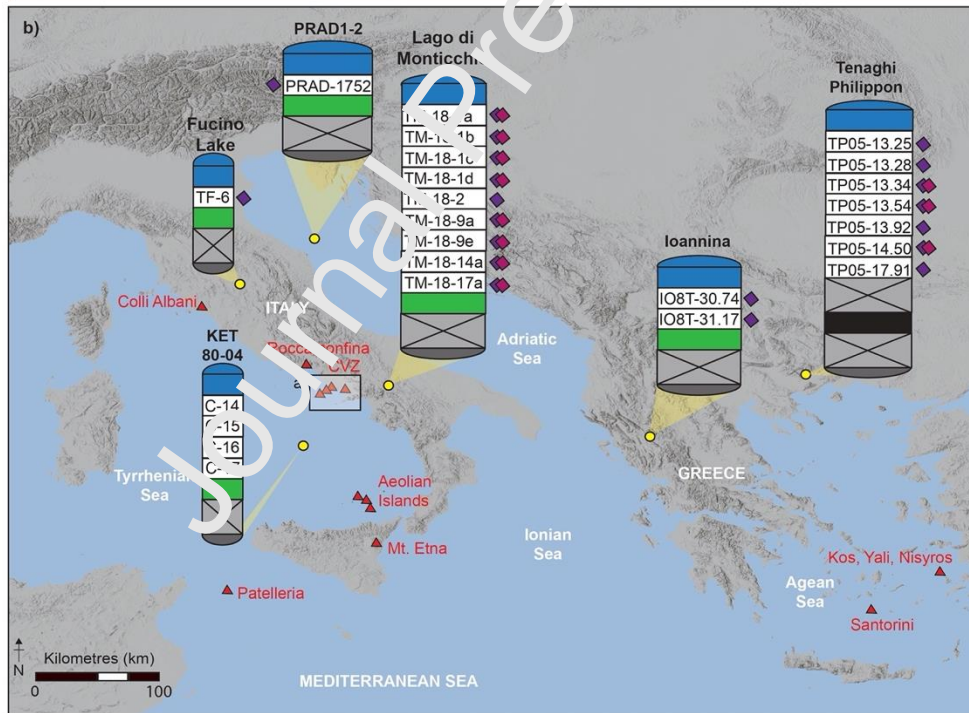 b)
PRAD1-2
PRAD-1752
Lago di
TM-18-1b
TM-18-1d
TM-18-2
TM-18-9a
TM-18-9e
TM-18-14a
TM-18-17a
Tenaghi
Philippon
TP05-13.25
TP05-13.28
TP05-13.34
TP05-13.54
TP05-13.92
TP05-14.50
TP05-17.91
Fucino
Lake
TF-6
Ioannina
IO8T-30.74
IO8T-31.17
Colli Albani
ITALY
KET
80-04
C-14
CVZ
Adriatic
Sea
Tyrrhenian
Sea
GREECE
Aeolian
Islands
Ionian
Sea
Mt. Etna
Kos, Yali, Nisyros
Agean
Sea
Patelleria
Santorini
N
Kilometres (km)
0
100
MEDITERRANEAN SEA
Journal Pre